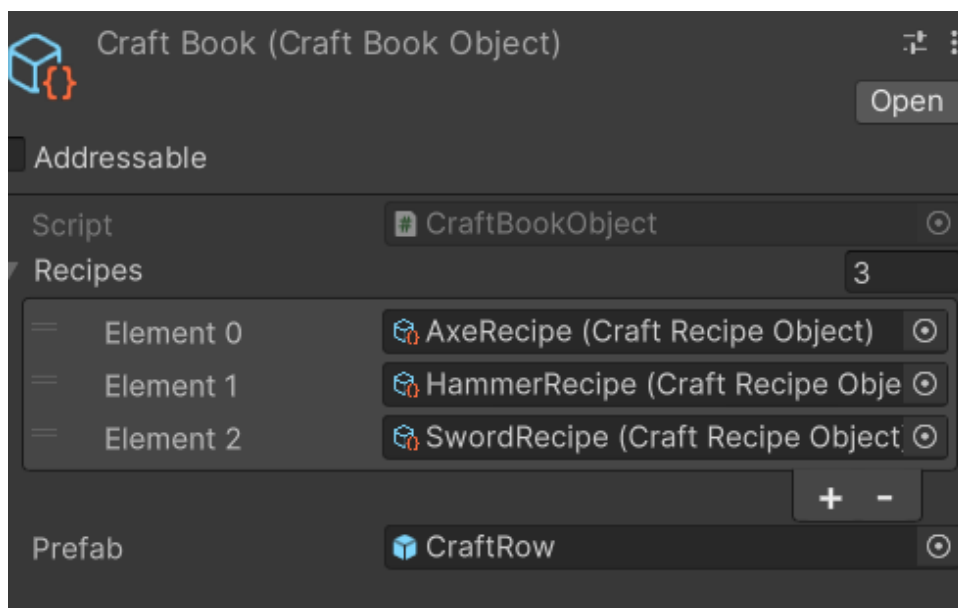 Craft Book (Craft Book Object)
Open
Addressable
Script # CraftBookObject
Recipes 3
Element 0 {} AxeRecipe (Craft Recipe Object)
Element 1 {} HammerRecipe (Craft Recipe Obje
Element 2 {} SwordRecipe (Craft Recipe Object)
+ -
Prefab CraftRow